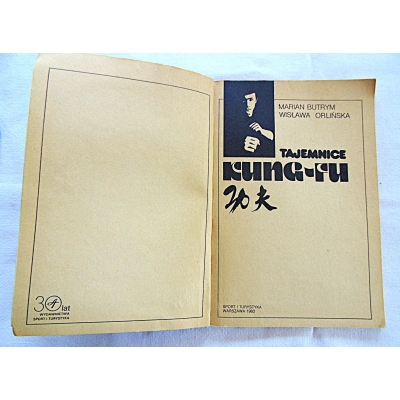 30 lat
WYDAWNICTWA
SPORT I TURYSTYKA
MARIAN BUTRYM
WISŁAWA ORLIŃSKA
TAJEMNICE
KUNG-FU
功夫
SPORT I TURYSTYKA
WARSZAWA 1983